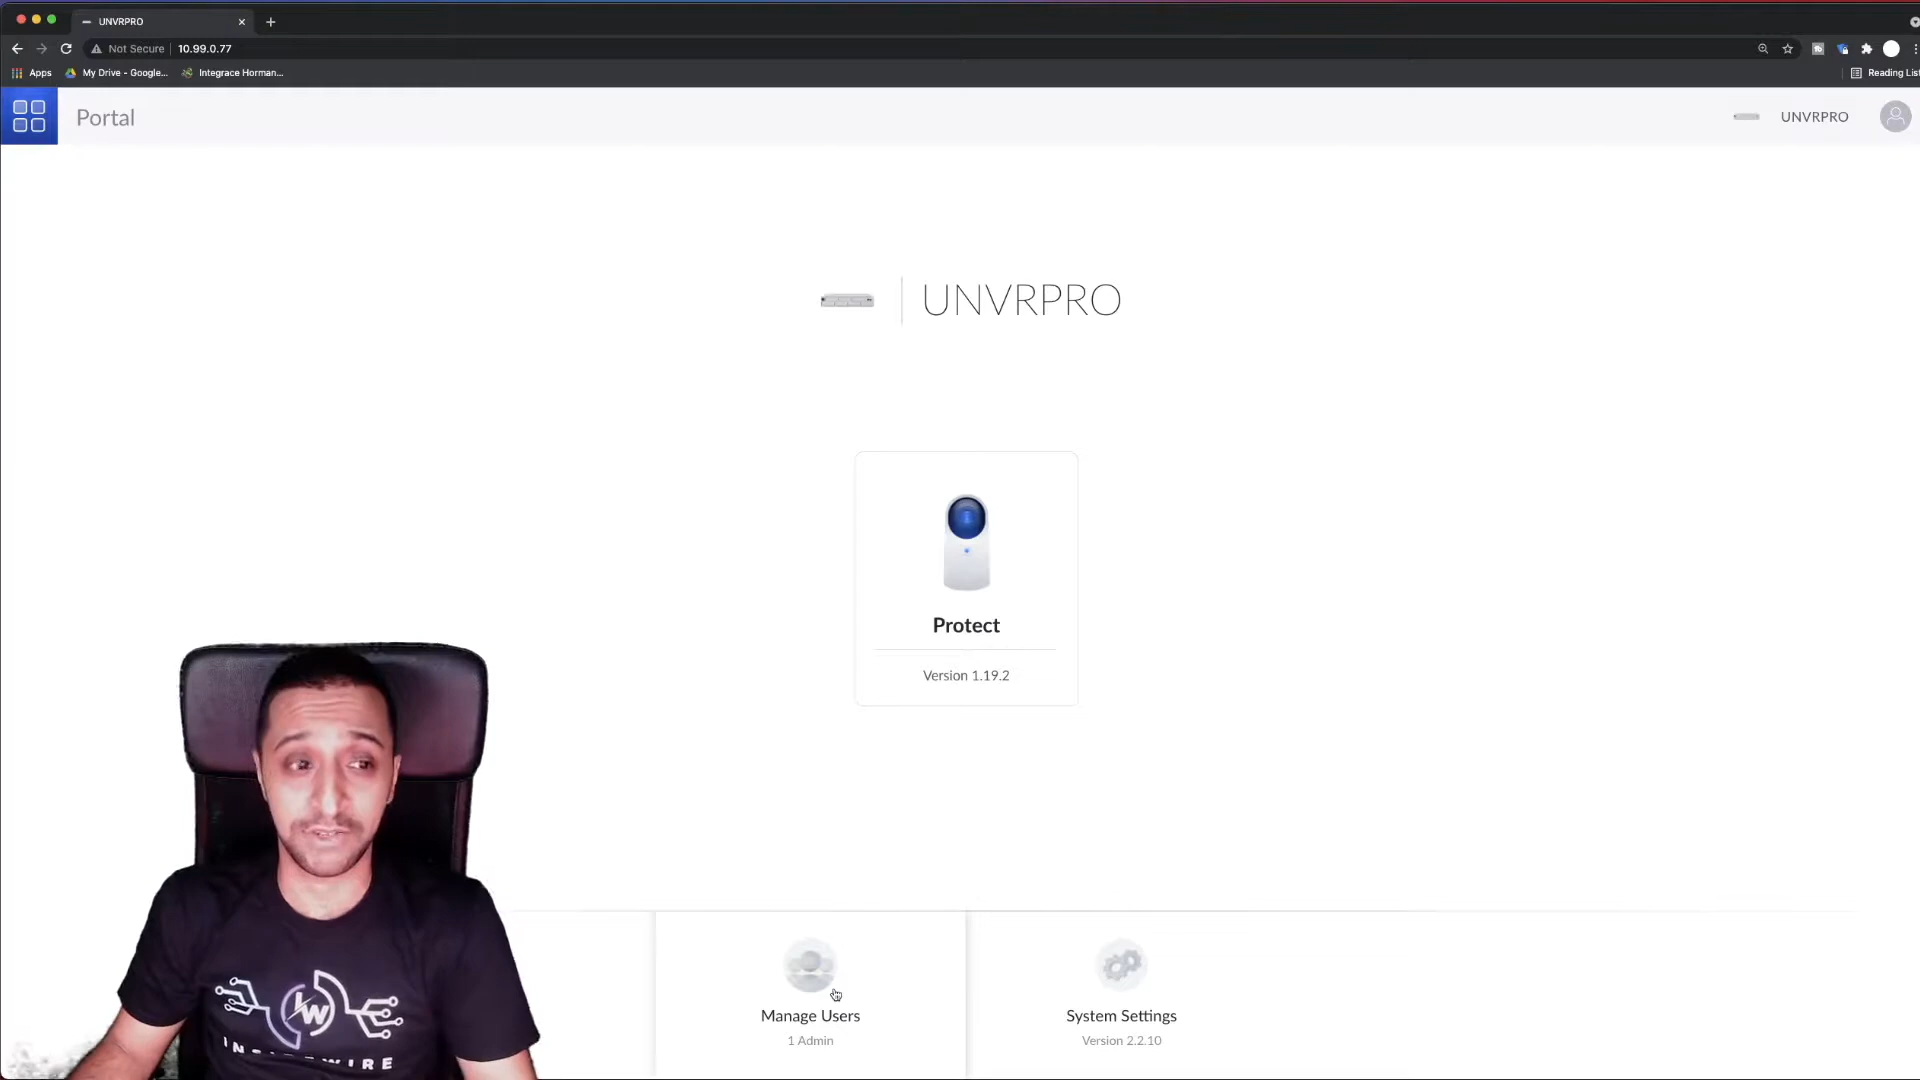 UNVRPRO
Not Secure 10.99.0.77
Apps My Drive - Google... Integrace Horman... Reading List
Portal UNVRPRO
UNVRPRO
Protect
Version 1.19.2
Manage Users System Settings
1 Admin Version 2.2.10